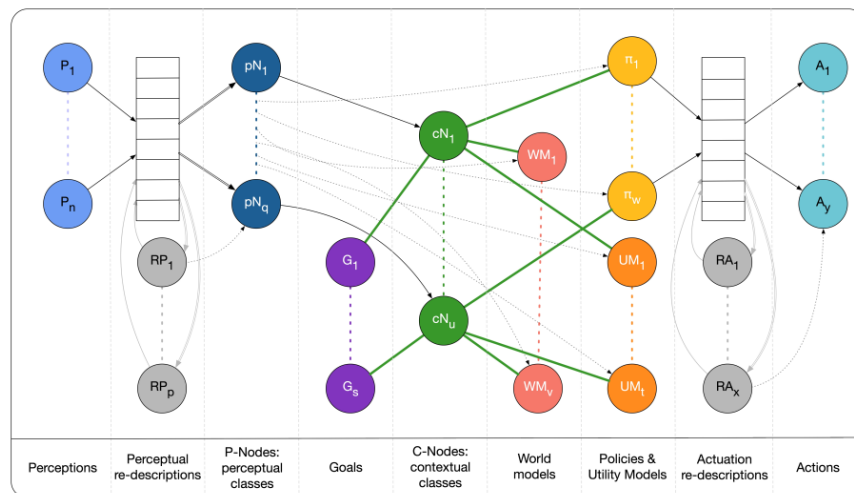 P1
Pn
RP1
RPp
pN1
pNq
G1
Gs
cN1
cNu
WM1
WMv
π1
πw
UM1
UMt
RA1
RAx
A1
Ay
Perceptions
Perceptual
re-descriptions
P-Nodes:
perceptual
classes
Goals
C-Nodes:
contextual
classes
World
models
Policies &
Utility Models
Actuation
re-descriptions
Actions